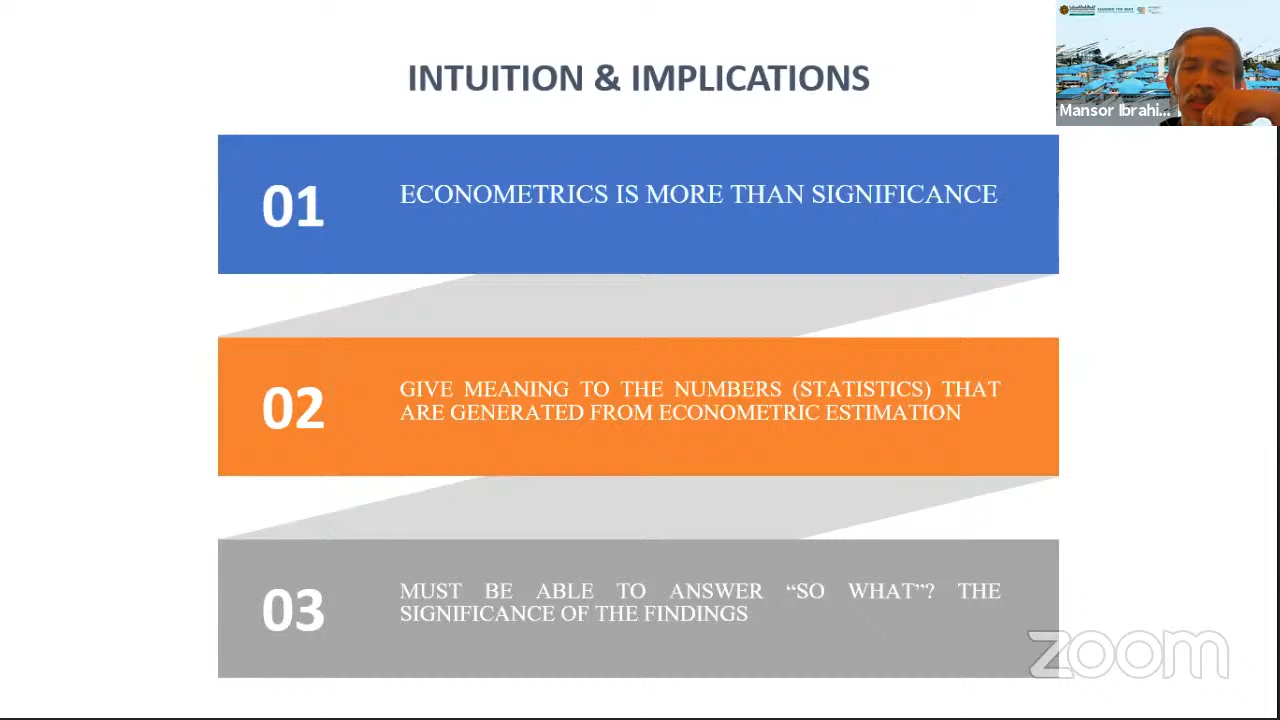 INTUITION & IMPLICATIONS
Mansor Ibrahi...
01
ECONOMETRICS IS MORE THAN SIGNIFICANCE
02
GIVE MEANING TO THE NUMBERS (STATISTICS) THAT
ARE GENERATED FROM ECONOMETRIC ESTIMATION
03
MUST BE ABLE TO ANSWER “SO WHAT”? THE
SIGNIFICANCE OF THE FINDINGS
zoom